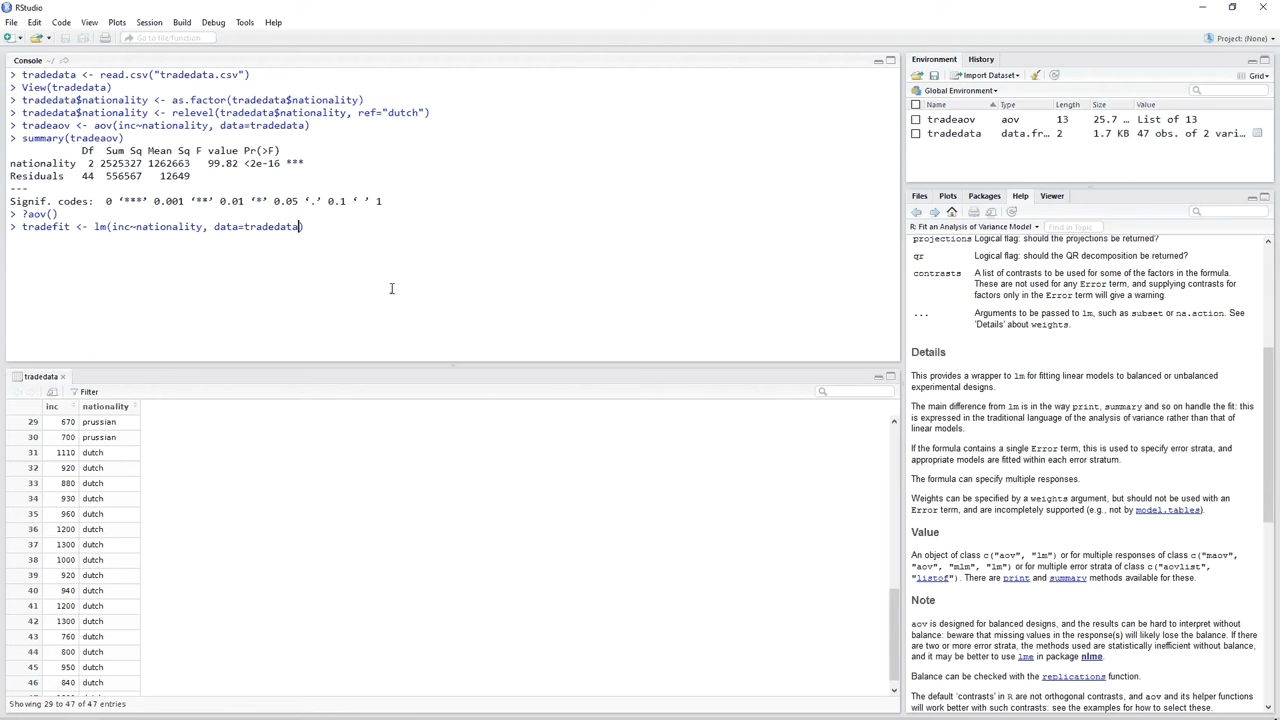 RStudio
File Edit Code View Plots Session Build Debug Tools Help
Go to file/function
Project: (None)
Console ~/
> tradedata <- read.csv("tradedata.csv")
> View(tradedata)
> tradedata$nationality <- as.factor(tradedata$nationality)
> tradedata$nationality <- relevel(tradedata$nationality, ref="dutch")
> tradeaov <- aov(inc~nationality, data=tradedata)
> summary(tradeaov)
Df Sum Sq Mean Sq F value Pr(>F)
nationality 2 2525327 1262663 99.82 <2e-16 ***
Residuals 44 556567 12649
---
Signif. codes: 0 ‘***’ 0.001 ‘**’ 0.01 ‘*’ 0.05 ‘.’ 0.1 ‘ ’ 1
> ?aov()
> tradefit <- lm(inc~nationality, data=tradedata)
tradedata
Filter
inc nationality
29 670 prussian
30 700 prussian
31 1110 dutch
32 920 dutch
33 880 dutch
34 930 dutch
35 960 dutch
36 1200 dutch
37 1300 dutch
38 1000 dutch
39 920 dutch
40 940 dutch
41 1200 dutch
42 1300 dutch
43 760 dutch
44 800 dutch
45 950 dutch
46 840 dutch
Showing 29 to 47 of 47 entries
Environment History
Import Dataset Grid
Global Environment
Name Type Length Size Value
tradeaov aov 13 25.7 … List of 13
tradedata data.fr… 2 1.7 KB 47 obs. of 2 vari…
Files Plots Packages Help Viewer
R: Fit an Analysis of Variance Model Find in Topic
projections Logical flag: should the projections be returned?
qr Logical flag: should the QR decomposition be returned?
contrasts A list of contrasts to be used for some of the factors in the formula.
These are not used for any Error term, and supplying contrasts for
factors only in the Error term will give a warning.
... Arguments to be passed to lm, such as subset or na.action. See
‘Details’ about weights.
Details
This provides a wrapper to lm for fitting linear models to balanced or unbalanced
experimental designs.
The main difference from lm is in the way print, summary and so on handle the fit: this
is expressed in the traditional language of the analysis of variance rather than that of
linear models.
If the formula contains a single Error term, this is used to specify error strata, and
appropriate models are fitted within each error stratum.
The formula can specify multiple responses.
Weights can be specified by a weights argument, but should not be used with an
Error term, and are incompletely supported (e.g., not by model.tables).
Value
An object of class c("aov", "lm") or for multiple responses of class c("maov",
"aov", "mlm", "lm") or for multiple error strata of class c("aovlist",
"listof"). There are print and summary methods available for these.
Note
aov is designed for balanced designs, and the results can be hard to interpret without
balance: beware that missing values in the response(s) will likely lose the balance. If there
are two or more error strata, the methods used are statistically inefficient without balance,
and it may be better to use lme in package nlme.
Balance can be checked with the replications function.
The default ‘contrasts’ in R are not orthogonal contrasts, and aov and its helper functions
will work better with such contrasts: see the examples for how to select these.